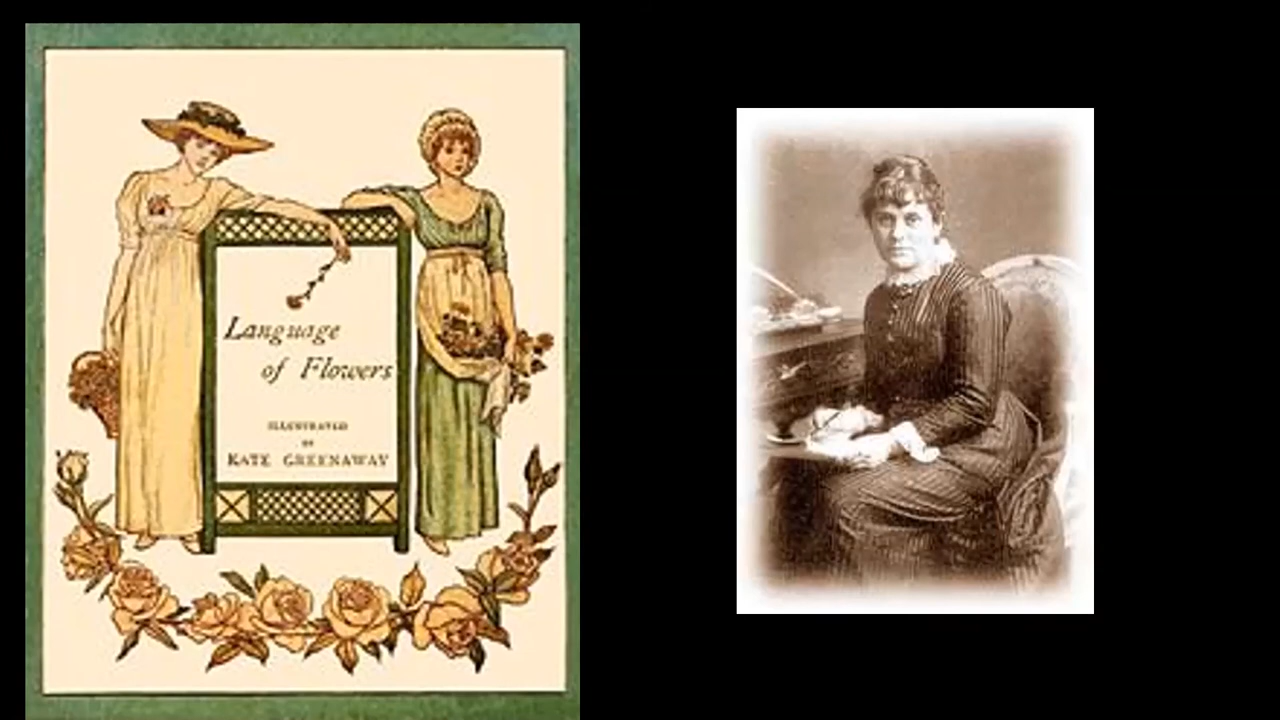 Language
of Flowers
ILLUSTRATED
BY
KATE GREENAWAY